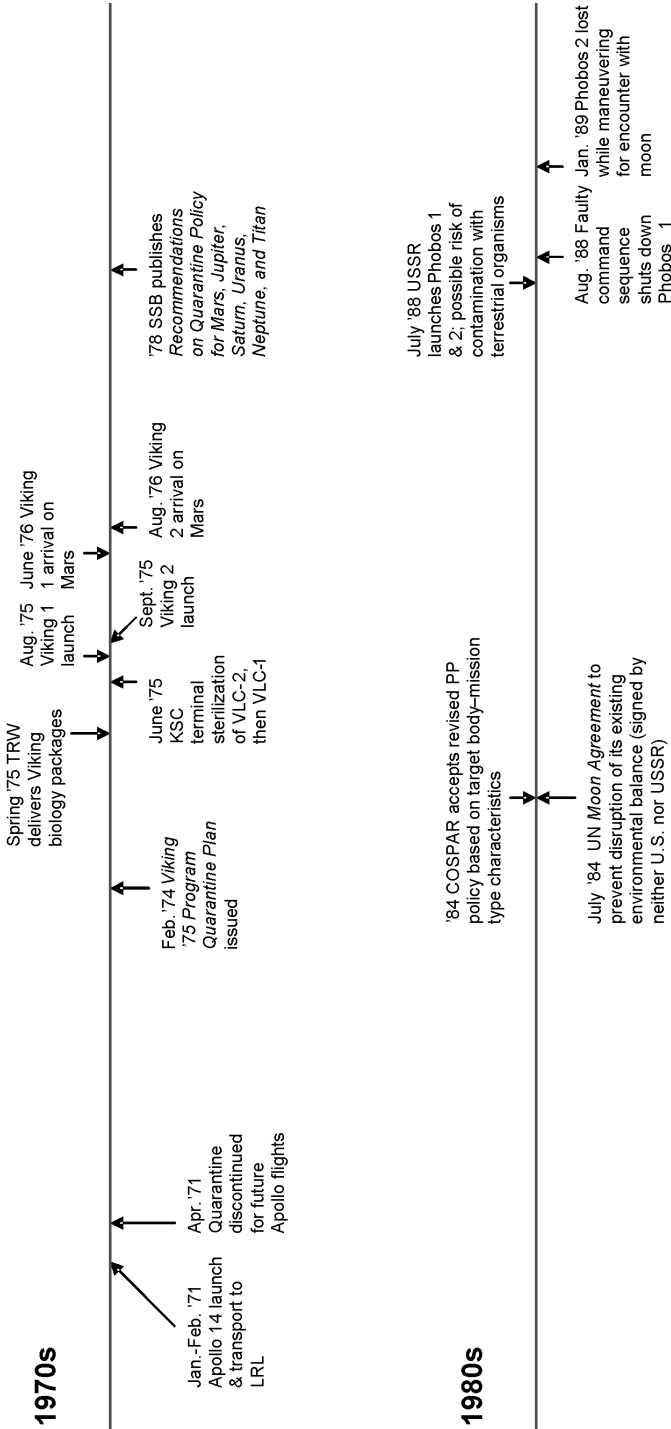 1970s
Jan.-Feb. '71
Apollo 14 launch
& transport to
LRL
Apr. '71
Quarantine
discontinued
for future
Apollo flights
Feb. '74 Viking
'75 Program
Quarantine Plan
issued
Spring '75 TRW
delivers Viking
biology packages
June '75
KSC
terminal
sterilization
of VLC-2,
then VLC-1
Aug. '75
Viking 1
launch
Sept. '75
Viking 2
launch
June '76 Viking
1 arrival on
Mars
Aug. '76 Viking
2 arrival on
Mars
'78 SSB publishes
Recommendations
on Quarantine Policy
for Mars, Jupiter,
Saturn, Uranus,
Neptune, and Titan
1980s
'84 COSPAR accepts revised PP
policy based on target body–mission
type characteristics
July '84 UN Moon Agreement to
prevent disruption of its existing
environmental balance (signed by
neither U.S. nor USSR)
July '88 USSR
launches Phobos 1
& 2; possible risk of
contamination with
terrestrial organisms
Aug. '88 Faulty
command
sequence
shuts down
Phobos 1
Jan. '89 Phobos 2 lost
while maneuvering
for encounter with
moon